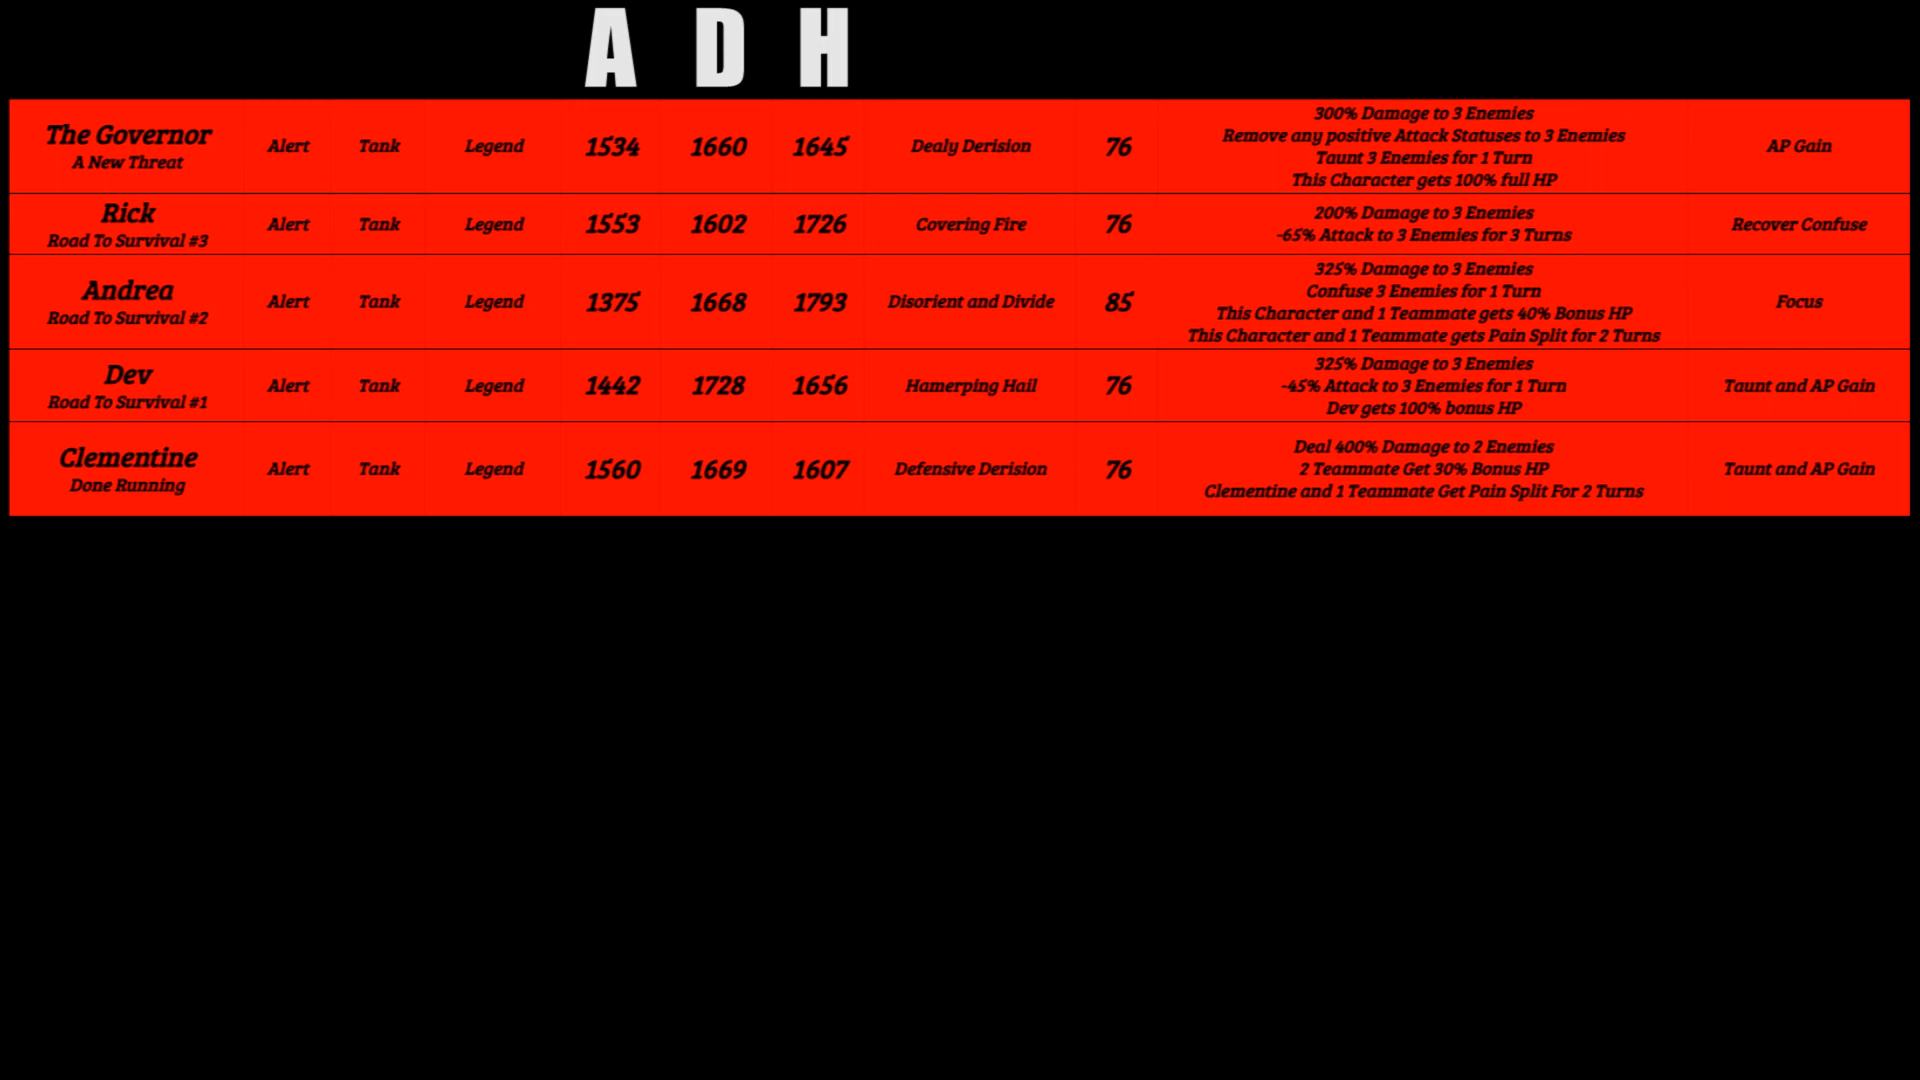 A D H
The Governor
A New Threat
Alert Tank Legend 1534 1660 1645 Dealy Derision 76
300% Damage to 3 Enemies
Remove any positive Attack Statuses to 3 Enemies
Taunt 3 Enemies for 1 Turn
This Character gets 100% full HP
AP Gain
Rick
Road To Survival #3
Alert Tank Legend 1553 1602 1726 Covering Fire 76
200% Damage to 3 Enemies
-65% Attack to 3 Enemies for 3 Turns
Recover Confuse
Andrea
Road To Survival #2
Alert Tank Legend 1375 1668 1793 Disorient and Divide 85
325% Damage to 3 Enemies
Confuse 3 Enemies for 1 Turn
This Character and 1 Teammate gets 40% Bonus HP
This Character and 1 Teammate gets Pain Split for 2 Turns
Focus
Dev
Road To Survival #1
Alert Tank Legend 1442 1728 1656 Hamerping Hail 76
325% Damage to 3 Enemies
-45% Attack to 3 Enemies for 1 Turn
Dev gets 100% bonus HP
Taunt and AP Gain
Clementine
Done Running
Alert Tank Legend 1560 1669 1607 Defensive Derision 76
Deal 400% Damage to 2 Enemies
2 Teammate Get 30% Bonus HP
Clementine and 1 Teammate Get Pain Split For 2 Turns
Taunt and AP Gain